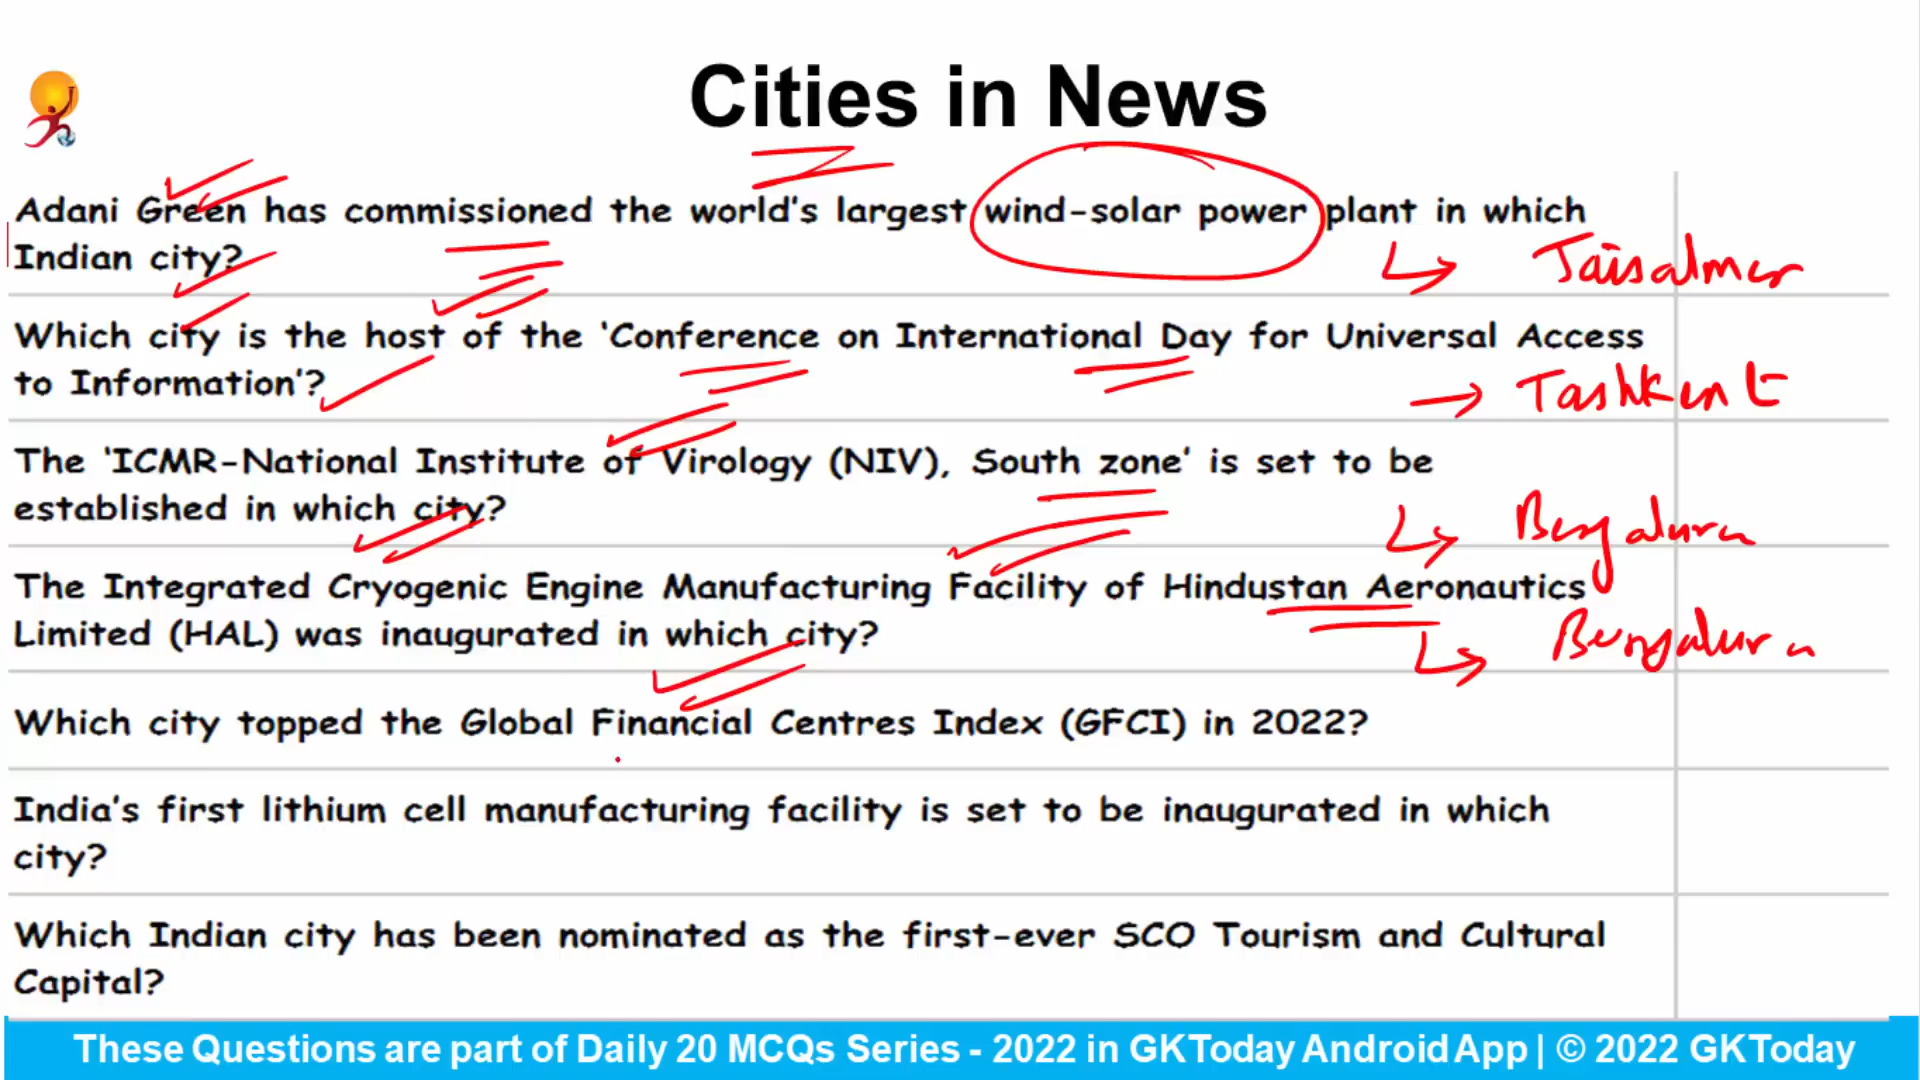 Cities in News
Adani Green has commissioned the world's largest wind-solar power plant in which
Indian city?
Jaisalmer
Which city is the host of the 'Conference on International Day for Universal Access
to Information'?
Tashkent
The 'ICMR-National Institute of Virology (NIV), South zone' is set to be
established in which city?
Bengaluru
The Integrated Cryogenic Engine Manufacturing Facility of Hindustan Aeronautics
Limited (HAL) was inaugurated in which city?
Bengaluru
Which city topped the Global Financial Centres Index (GFCI) in 2022?
India's first lithium cell manufacturing facility is set to be inaugurated in which
city?
Which Indian city has been nominated as the first-ever SCO Tourism and Cultural
Capital?
These Questions are part of Daily 20 MCQs Series - 2022 in GKToday Android App | © 2022 GKToday